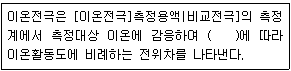 이온전극은 [이온전극|측정용액|비교전극]의 측정
계에서 측정대상 이온에 감응하여 (   )에 따라
이온활동도에 비례하는 전위차를 나타낸다.